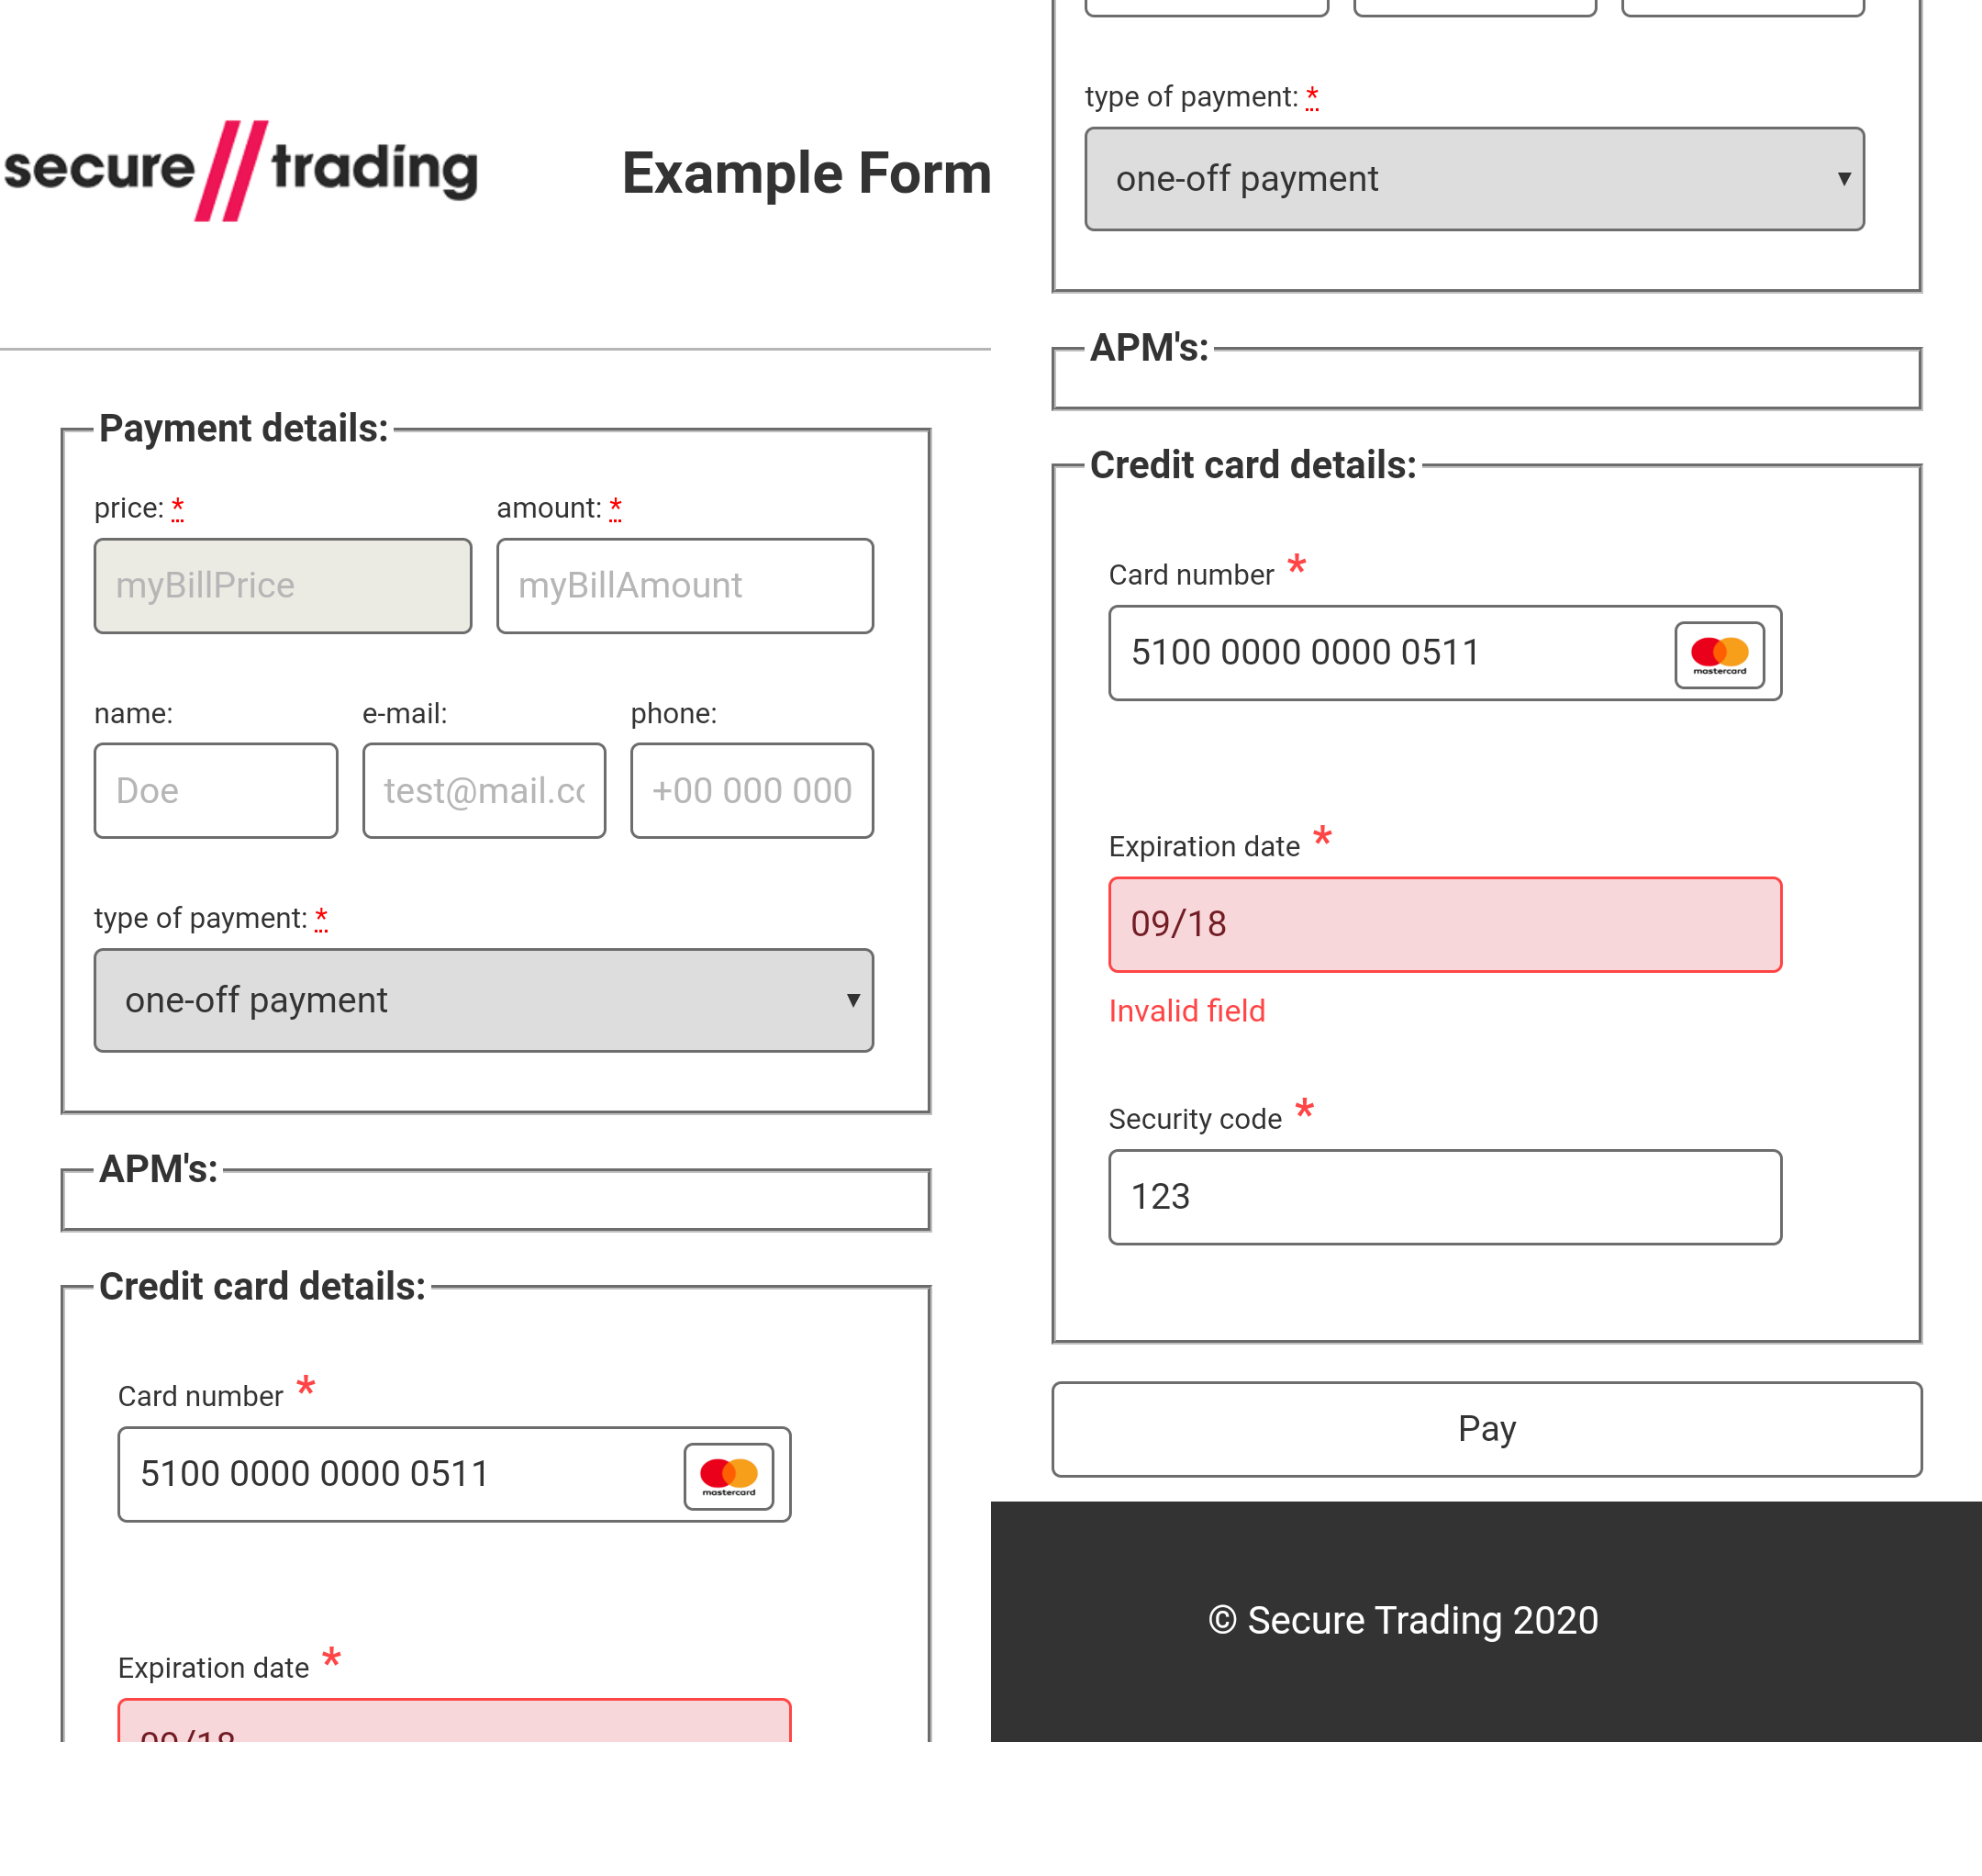 secure//trading
Example Form
Payment details:
price: * amount: *
myBillPrice myBillAmount
name: e-mail: phone:
Doe test@mail.cc +00 000 000
type of payment: *
one-off payment ▼
APM's:
Credit card details:
Card number *
5100 0000 0000 0511 mastercard
Expiration date *
09/18
type of payment: *
one-off payment ▼
APM's:
Credit card details:
Card number *
5100 0000 0000 0511 mastercard
Expiration date *
09/18
Invalid field
Security code *
123
Pay
© Secure Trading 2020